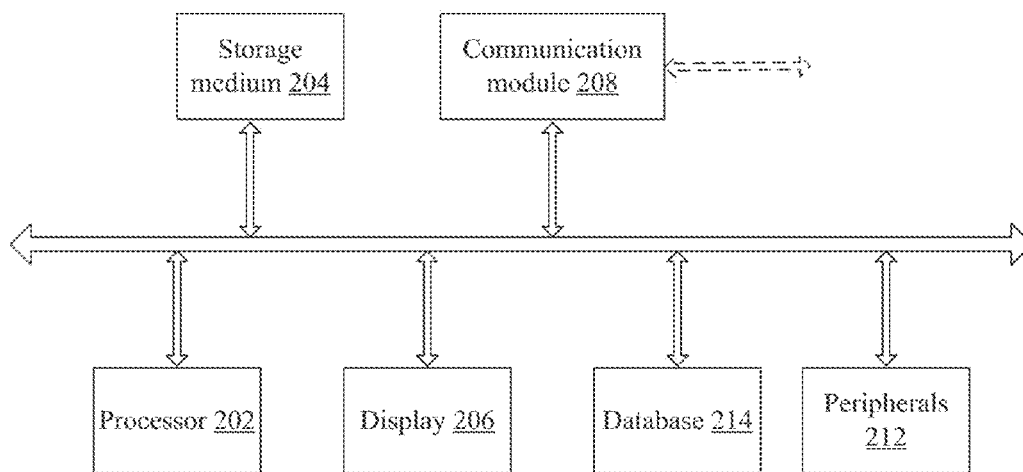 Storage
medium 204
Communication
module 208
Processor 202
Display 206
Database 214
Peripherals
212